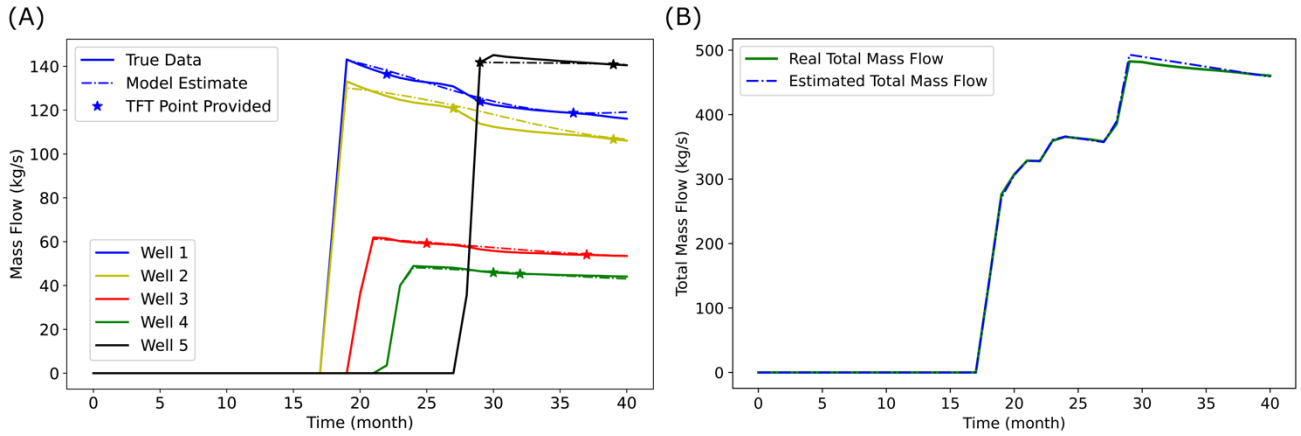 (A)
Mass Flow (kg/s)
140
120
100
80
60
40
20
0
True Data
Model Estimate
TFT Point Provided
Well 1
Well 2
Well 3
Well 4
Well 5
0 5 10 15 20 25 30 35 40
Time (month)
(B)
Total Mass Flow (kg/s)
500
400
300
200
100
0
Real Total Mass Flow
Estimated Total Mass Flow
0 5 10 15 20 25 30 35 40
Time (month)